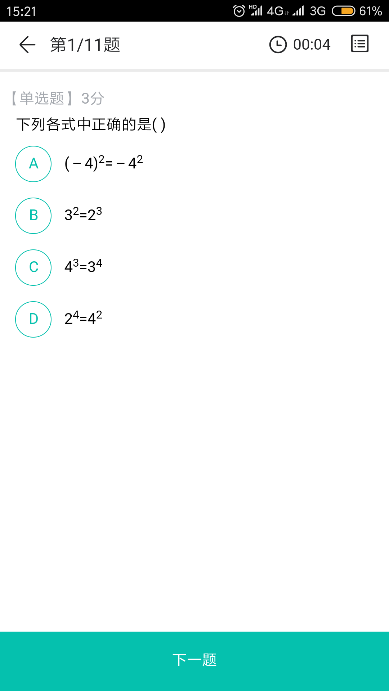 15:21 HD 4G 3G 61%
第1/11题 00:04
【单选题】3分
下列各式中正确的是( )
A (－4)²=－4²
B 3²=2³
C 4³=3⁴
D 2⁴=4²
下一题